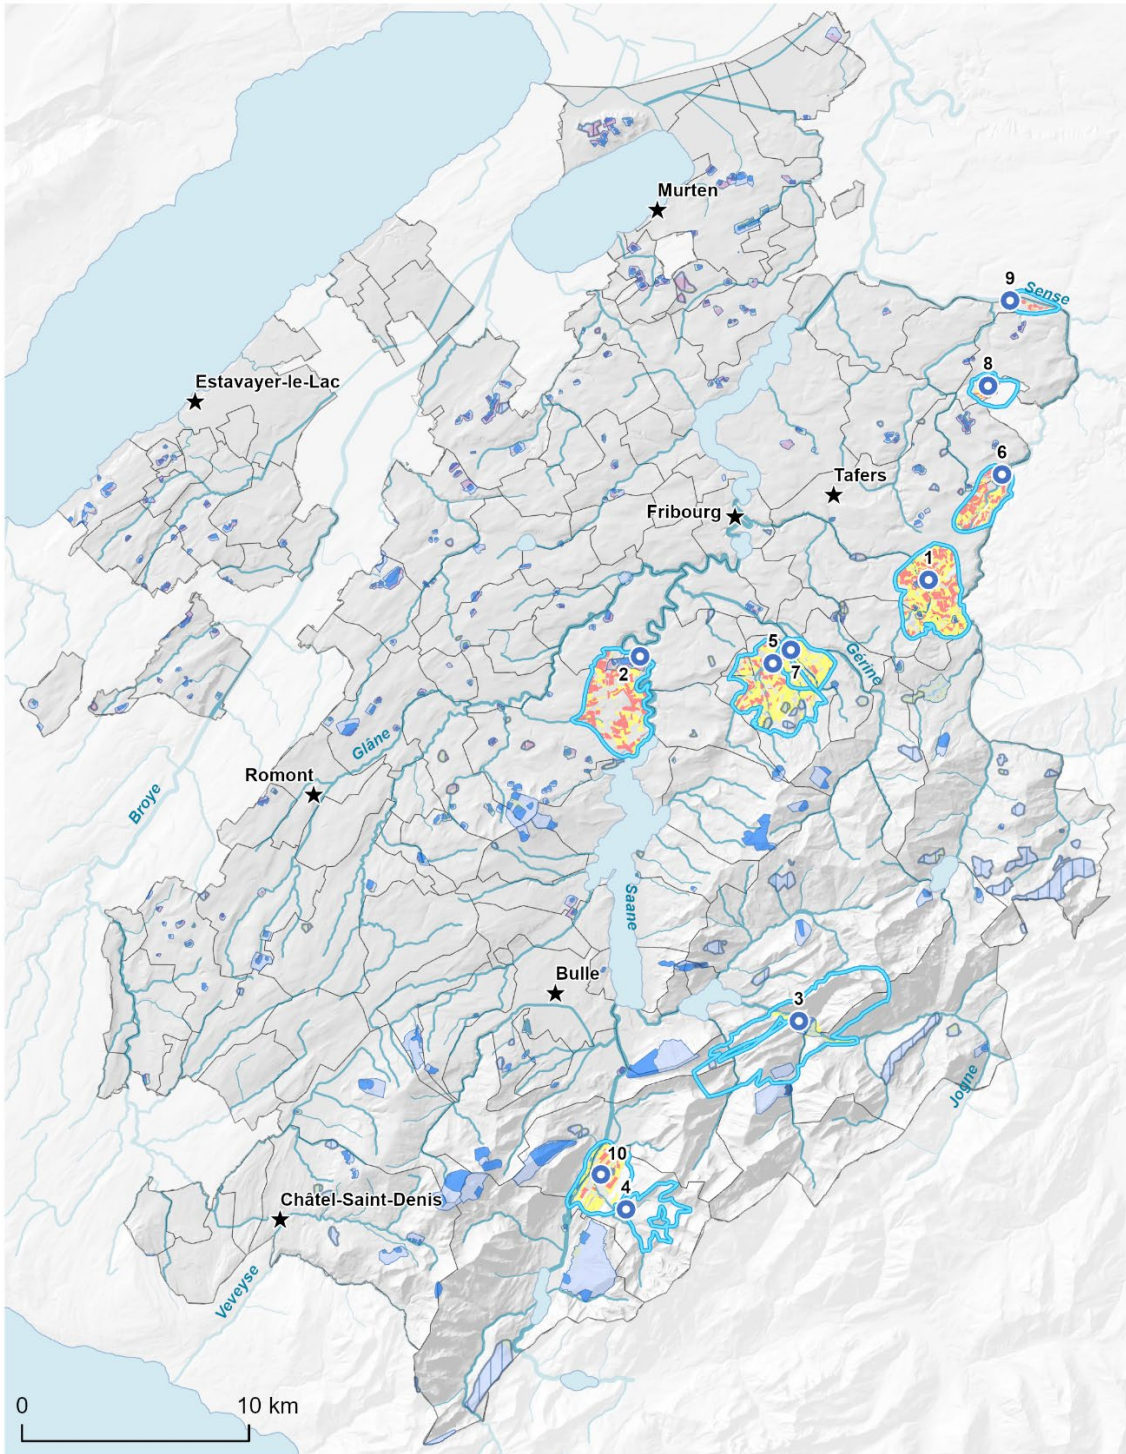 Murten
9
Sense
Estavayer-le-Lac
8
6
Tafers
Fribourg
1
5
7
2
Gérine
Glâne
Romont
Broye
Saane
Bulle
3
Jogne
10
4
Châtel-Saint-Denis
Veveyse
0 10 km